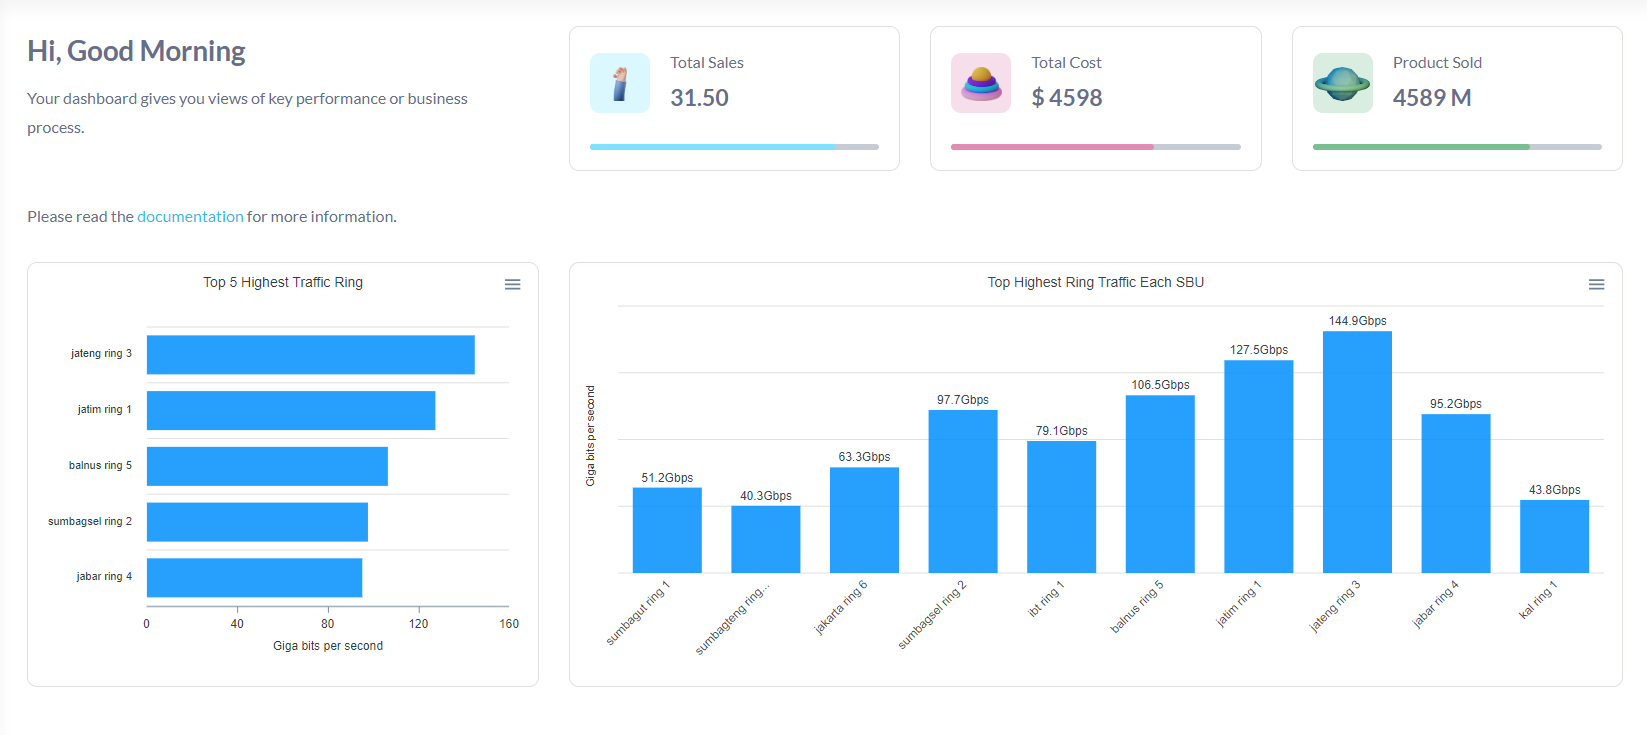 Hi, Good Morning
Your dashboard gives you views of key performance or business
process.
Total Sales
31.50
Total Cost
$ 4598
Product Sold
4589 M
Please read the documentation for more information.
Top 5 Highest Traffic Ring
jateng ring 3
jatim ring 1
balnus ring 5
sumbagsel ring 2
jabar ring 4
0 40 80 120 160
Giga bits per second
Top Highest Ring Traffic Each SBU
Giga bits per second
51.2Gbps
40.3Gbps
63.3Gbps
97.7Gbps
79.1Gbps
106.5Gbps
127.5Gbps
144.9Gbps
95.2Gbps
43.8Gbps
sumbagut ring 1
sumbagteng ring...
jakarta ring 6
sumbagsel ring 2
ibt ring 1
balnus ring 5
jatim ring 1
jateng ring 3
jabar ring 4
kal ring 1